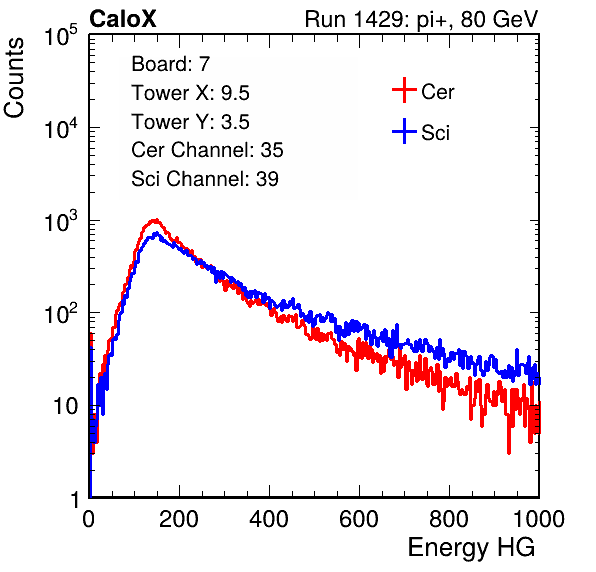 CaloX Run 1429: pi+, 80 GeV
Counts
Board: 7
Tower X: 9.5
Tower Y: 3.5
Cer Channel: 35
Sci Channel: 39
Cer
Sci
10^5
10^4
10^3
10^2
10
1
0 200 400 600 800 1000
Energy HG